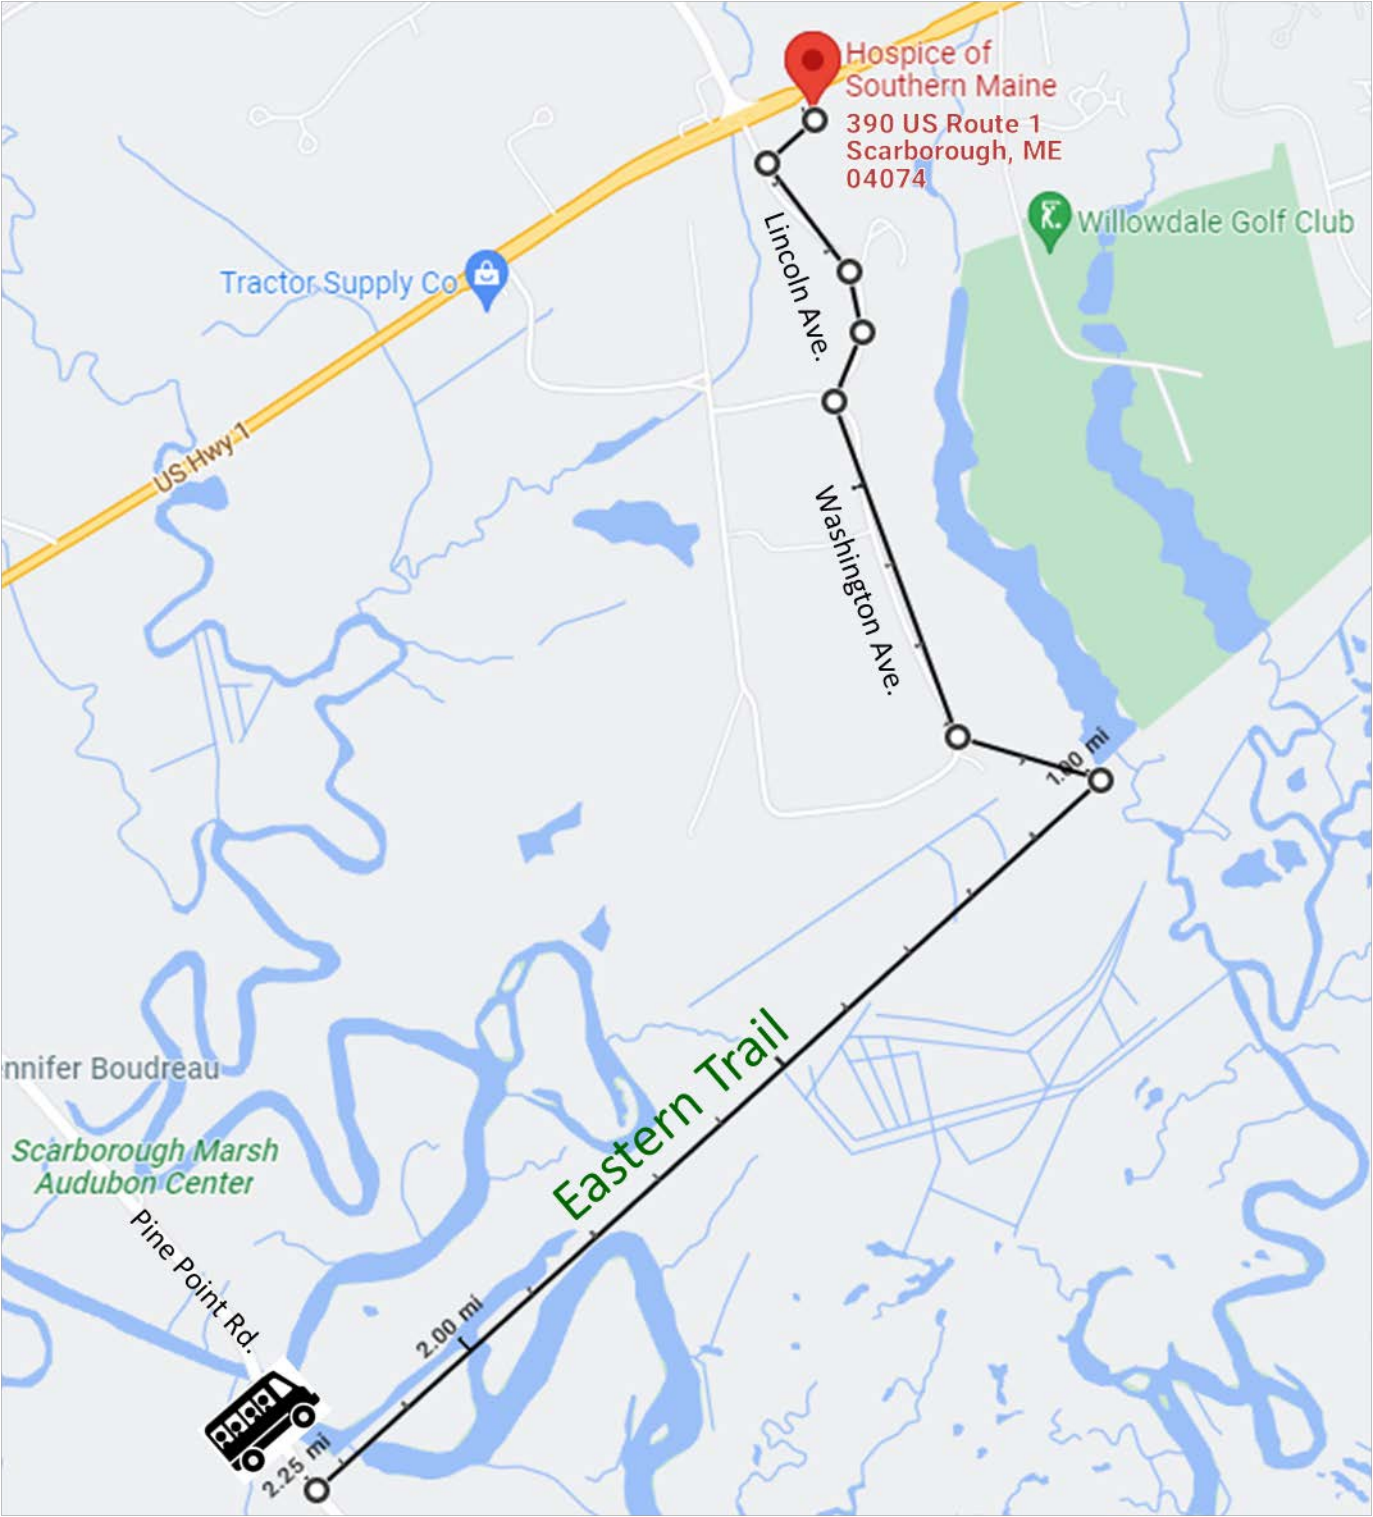 Hospice of
Southern Maine
390 US Route 1
Scarborough, ME
04074
Willowdale Golf Club
Lincoln Ave.
Tractor Supply Co
US Hwy 1
Washington Ave.
1.00 mi
Eastern Trail
nnifer Boudreau
Scarborough Marsh
Audubon Center
Pine Point Rd.
2.00 mi
2.25 mi